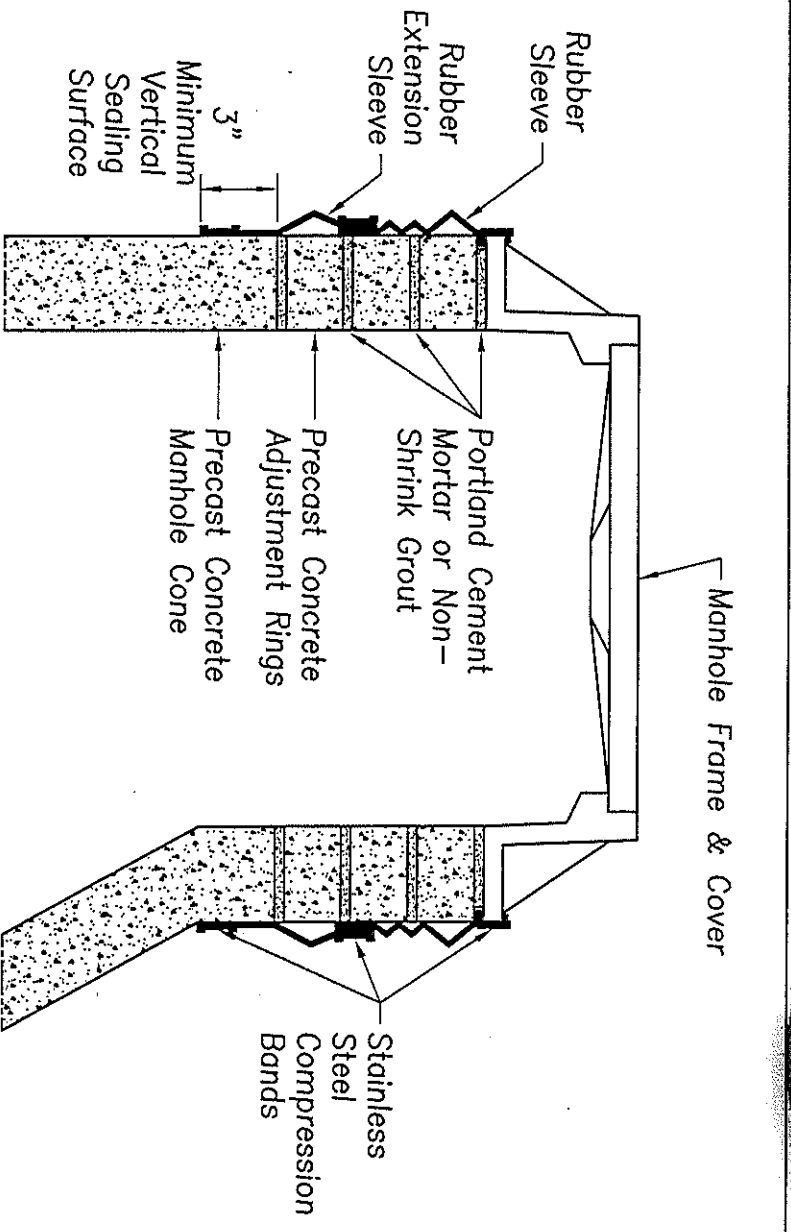 Manhole Frame & Cover
Rubber
Sleeve
Rubber
Extension
Sleeve
3"
Minimum
Vertical
Sealing
Surface
Portland Cement
Mortar or Non-
Shrink Grout
Precast Concrete
Adjustment Rings
Precast Concrete
Manhole Cone
Stainless
Steel
Compression
Bands